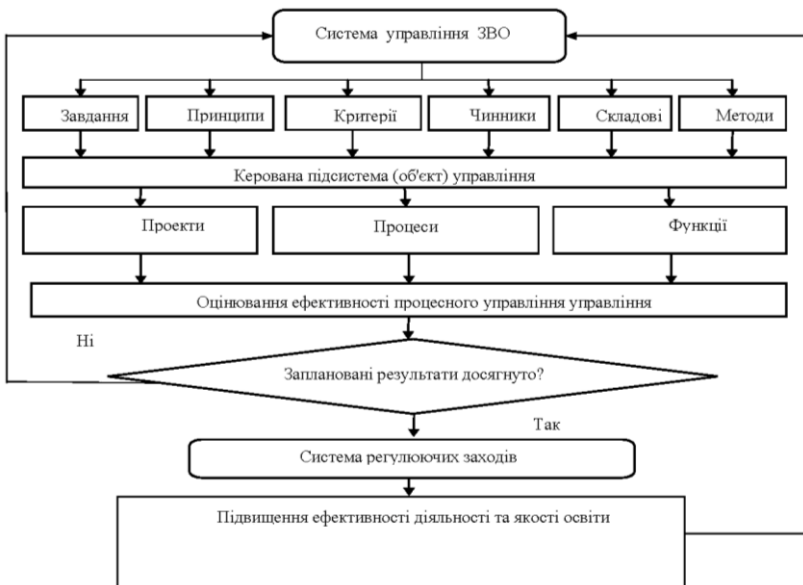 Система управління ЗВО
Завдання
Принципи
Критерії
Чинники
Складові
Методи
Керована підсистема (об'єкт) управління
Проекти
Процеси
Функції
Оцінювання ефективності процесного управління управління
Ні
Заплановані результати досягнуто?
Так
Система регулюючих заходів
Підвищення ефективності діяльності та якості освіти